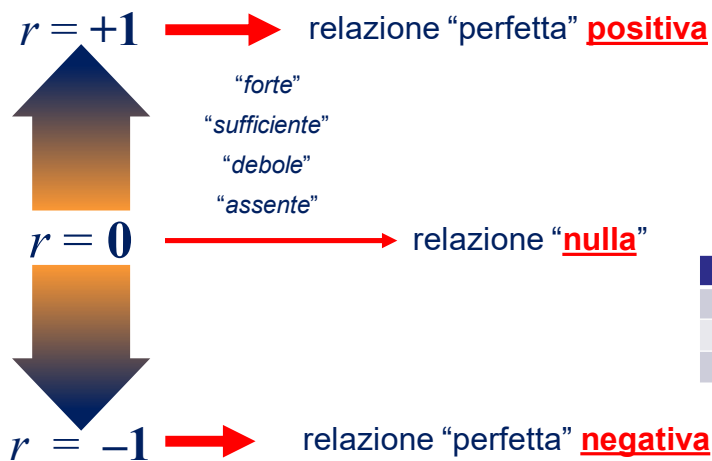 r = +1 relazione “perfetta” positiva
“forte”
“sufficiente”
“debole”
“assente”
r = 0 relazione “nulla”
r = –1 relazione “perfetta” negativa